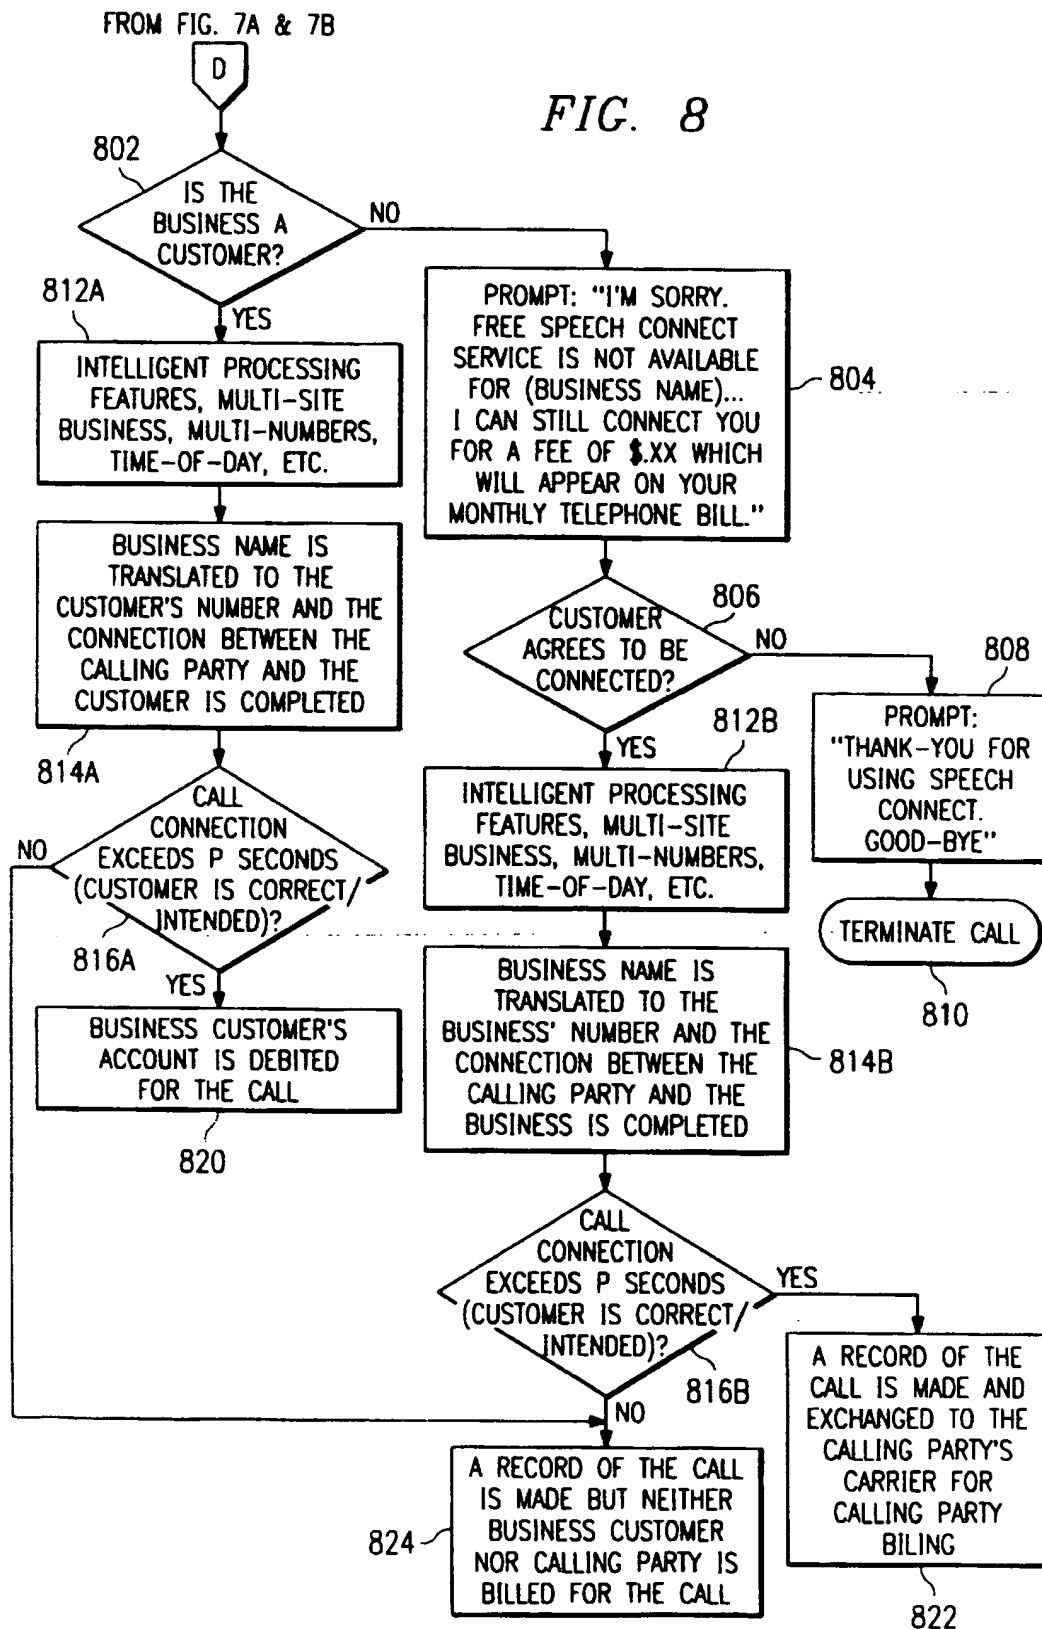 FROM FIG. 7A & 7B
D
FIG. 8
802
IS THE
BUSINESS A
CUSTOMER?
NO
YES
812A
INTELLIGENT PROCESSING
FEATURES, MULTI-SITE
BUSINESS, MULTI-NUMBERS,
TIME-OF-DAY, ETC.
BUSINESS NAME IS
TRANSLATED TO THE
CUSTOMER'S NUMBER AND THE
CONNECTION BETWEEN THE
CALLING PARTY AND THE
CUSTOMER IS COMPLETED
814A
CALL
CONNECTION
EXCEEDS P SECONDS
(CUSTOMER IS CORRECT/
INTENDED)?
NO
816A
YES
BUSINESS CUSTOMER'S
ACCOUNT IS DEBITED
FOR THE CALL
820
PROMPT: "I'M SORRY.
FREE SPEECH CONNECT
SERVICE IS NOT AVAILABLE
FOR (BUSINESS NAME)...
I CAN STILL CONNECT YOU
FOR A FEE OF $.XX WHICH
WILL APPEAR ON YOUR
MONTHLY TELEPHONE BILL."
804
CUSTOMER
AGREES TO BE
CONNECTED?
806
NO
YES
808
PROMPT:
"THANK-YOU FOR
USING SPEECH
CONNECT.
GOOD-BYE"
TERMINATE CALL
810
812B
INTELLIGENT PROCESSING
FEATURES, MULTI-SITE
BUSINESS, MULTI-NUMBERS,
TIME-OF-DAY, ETC.
BUSINESS NAME IS
TRANSLATED TO THE
BUSINESS' NUMBER AND THE
CONNECTION BETWEEN THE
CALLING PARTY AND THE
BUSINESS IS COMPLETED
814B
CALL
CONNECTION
EXCEEDS P SECONDS
(CUSTOMER IS CORRECT/
INTENDED)?
YES
816B
NO
A RECORD OF THE CALL
IS MADE BUT NEITHER
BUSINESS CUSTOMER
NOR CALLING PARTY IS
BILLED FOR THE CALL
824
A RECORD OF THE
CALL IS MADE AND
EXCHANGED TO THE
CALLING PARTY'S
CARRIER FOR
CALLING PARTY
BILING
822